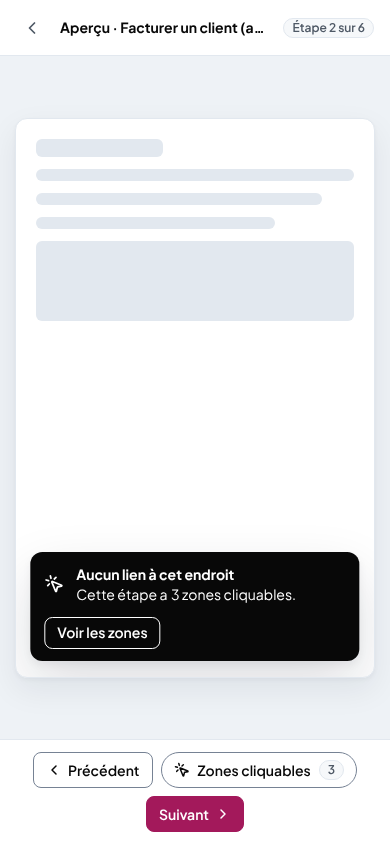 Aperçu · Facturer un client (a…
Étape 2 sur 6
Aucun lien à cet endroit
Cette étape a 3 zones cliquables.
Voir les zones
Précédent
Zones cliquables 3
Suivant